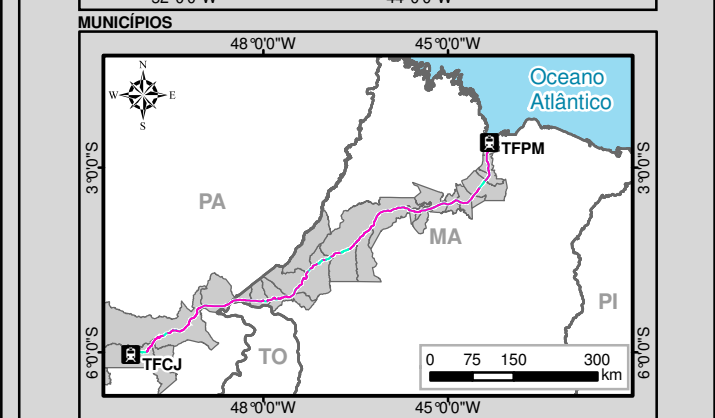 MUNICÍPIOS
48°0'0"W 45°0'0"W
N
W E
S
Oceano
Atlântico
TFPM
3°0'0"S 3°0'0"S
PA
MA
PI
TO
TFCJ
6°0'0"S 6°0'0"S
0 75 150 300
km
48°0'0"W 45°0'0"W